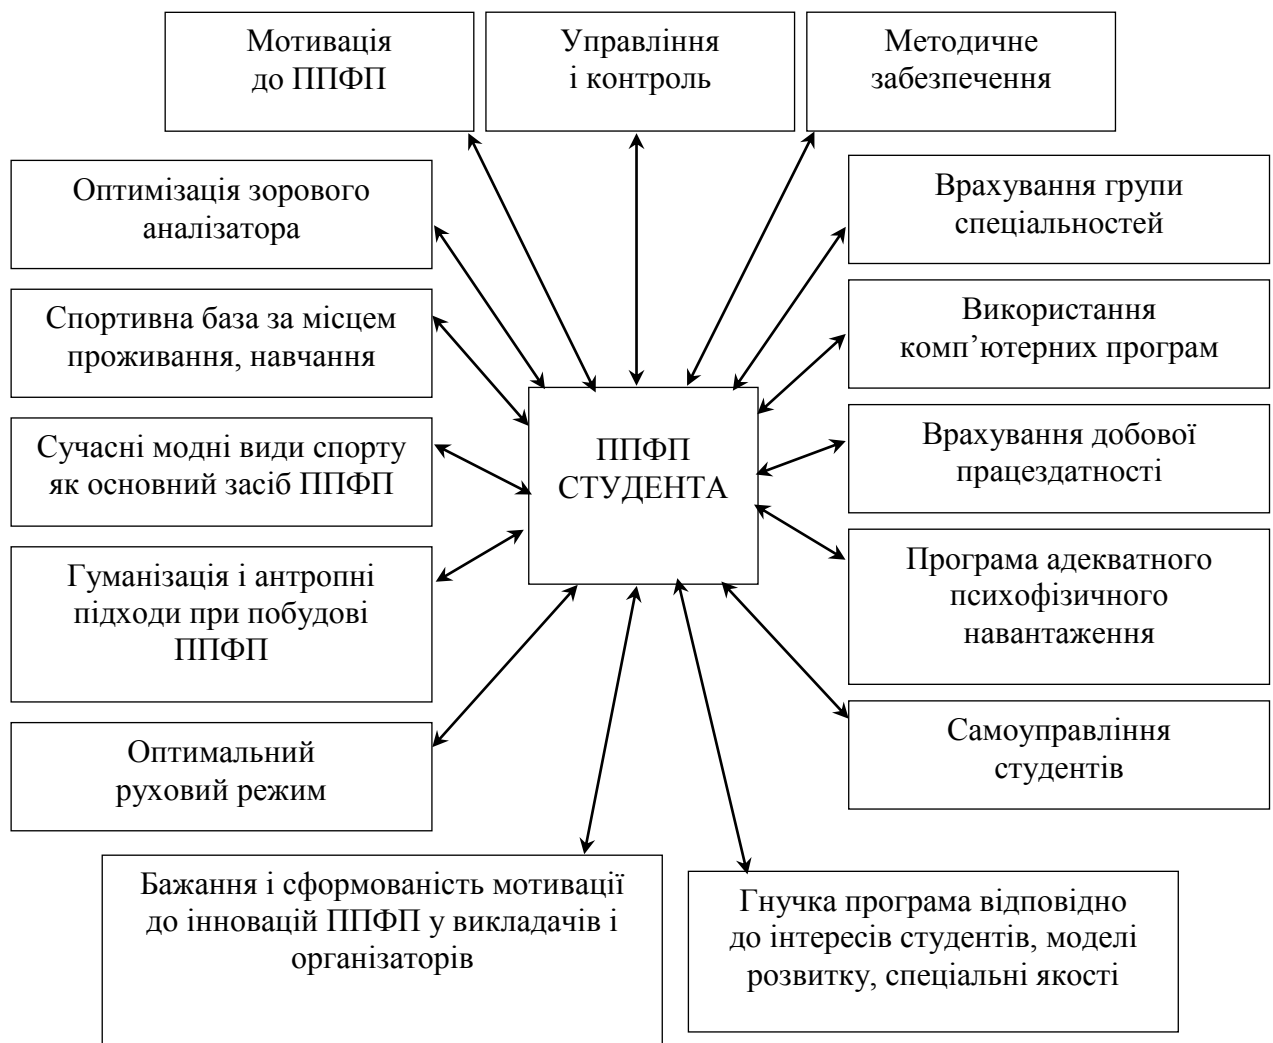 Мотивація
до ППФП
Управління
і контроль
Методичне
забезпечення
Оптимізація зорового
аналізатора
Врахування групи
спеціальностей
Спортивна база за місцем
проживання, навчання
Використання
комп’ютерних програм
Сучасні модні види спорту
як основний засіб ППФП
ППФП
СТУДЕНТА
Врахування добової
працездатності
Гуманізація і антропні
підходи при побудові
ППФП
Програма адекватного
психофізичного
навантаження
Оптимальний
руховий режим
Самоуправління
студентів
Бажання і сформованість мотивації
до інновацій ППФП у викладачів і
організаторів
Гнучка програма відповідно
до інтересів студентів, моделі
розвитку, спеціальні якості